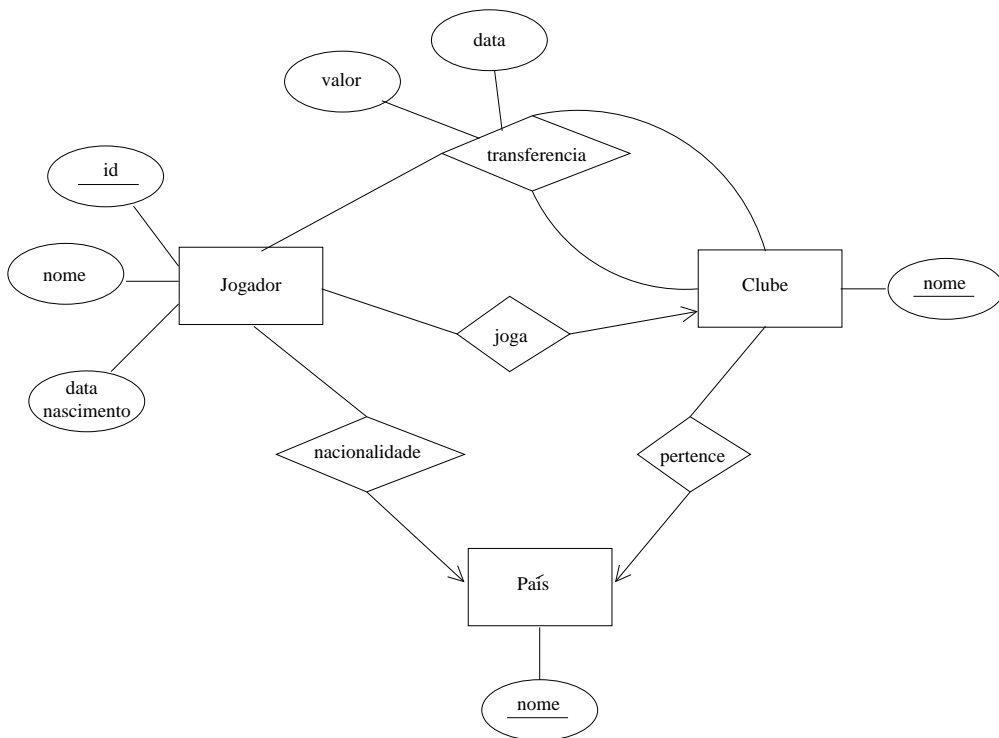 data
valor
transferencia
id
nome
Jogador
Clube
nome
joga
data
nascimento
nacionalidade
pertence
País
nome